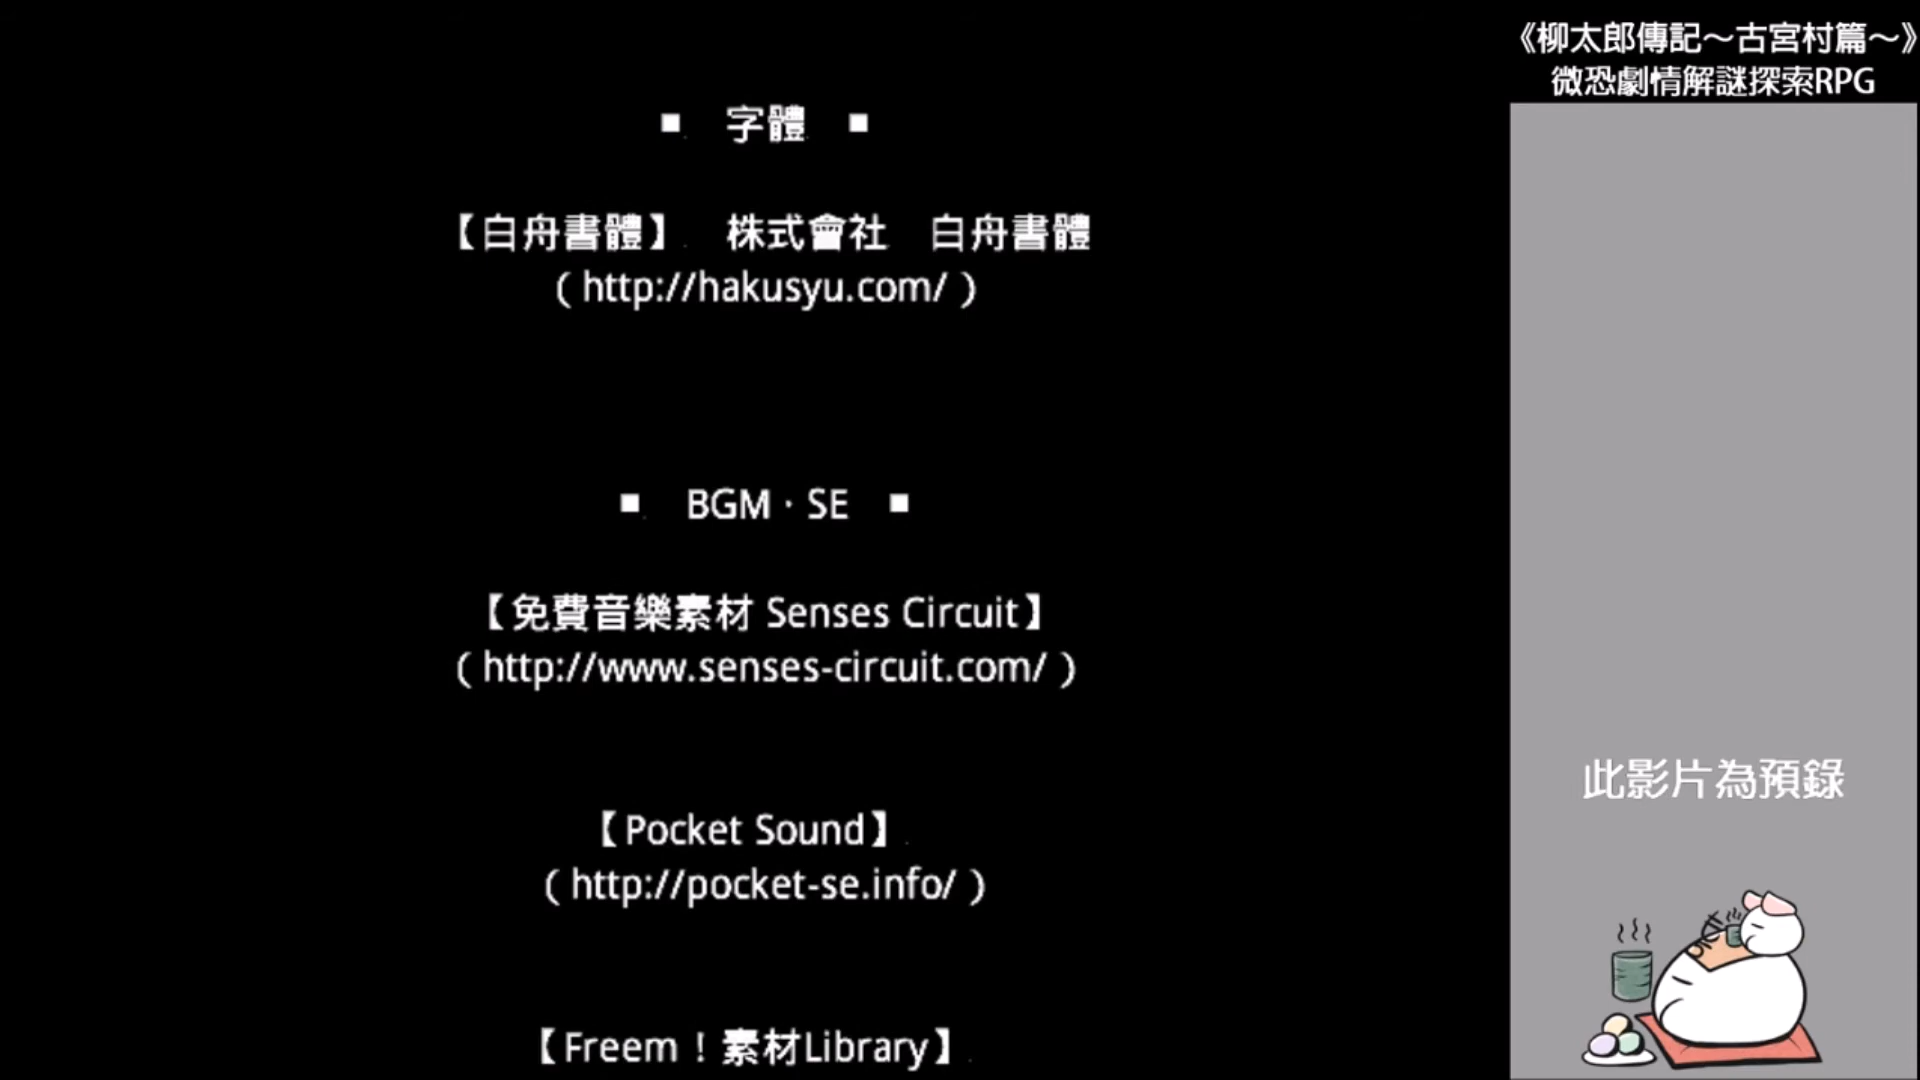 ■ 字體 ■
【白舟書體】 株式會社 白舟書體
( http://hakusyu.com/ )
■ BGM · SE ■
【免費音樂素材 Senses Circuit】
( http://www.senses-circuit.com/ )
【Pocket Sound】
( http://pocket-se.info/ )
【Freem！素材Library】
《柳太郎傳記～古宮村篇～》
微恐劇情解謎探索RPG
此影片為預錄